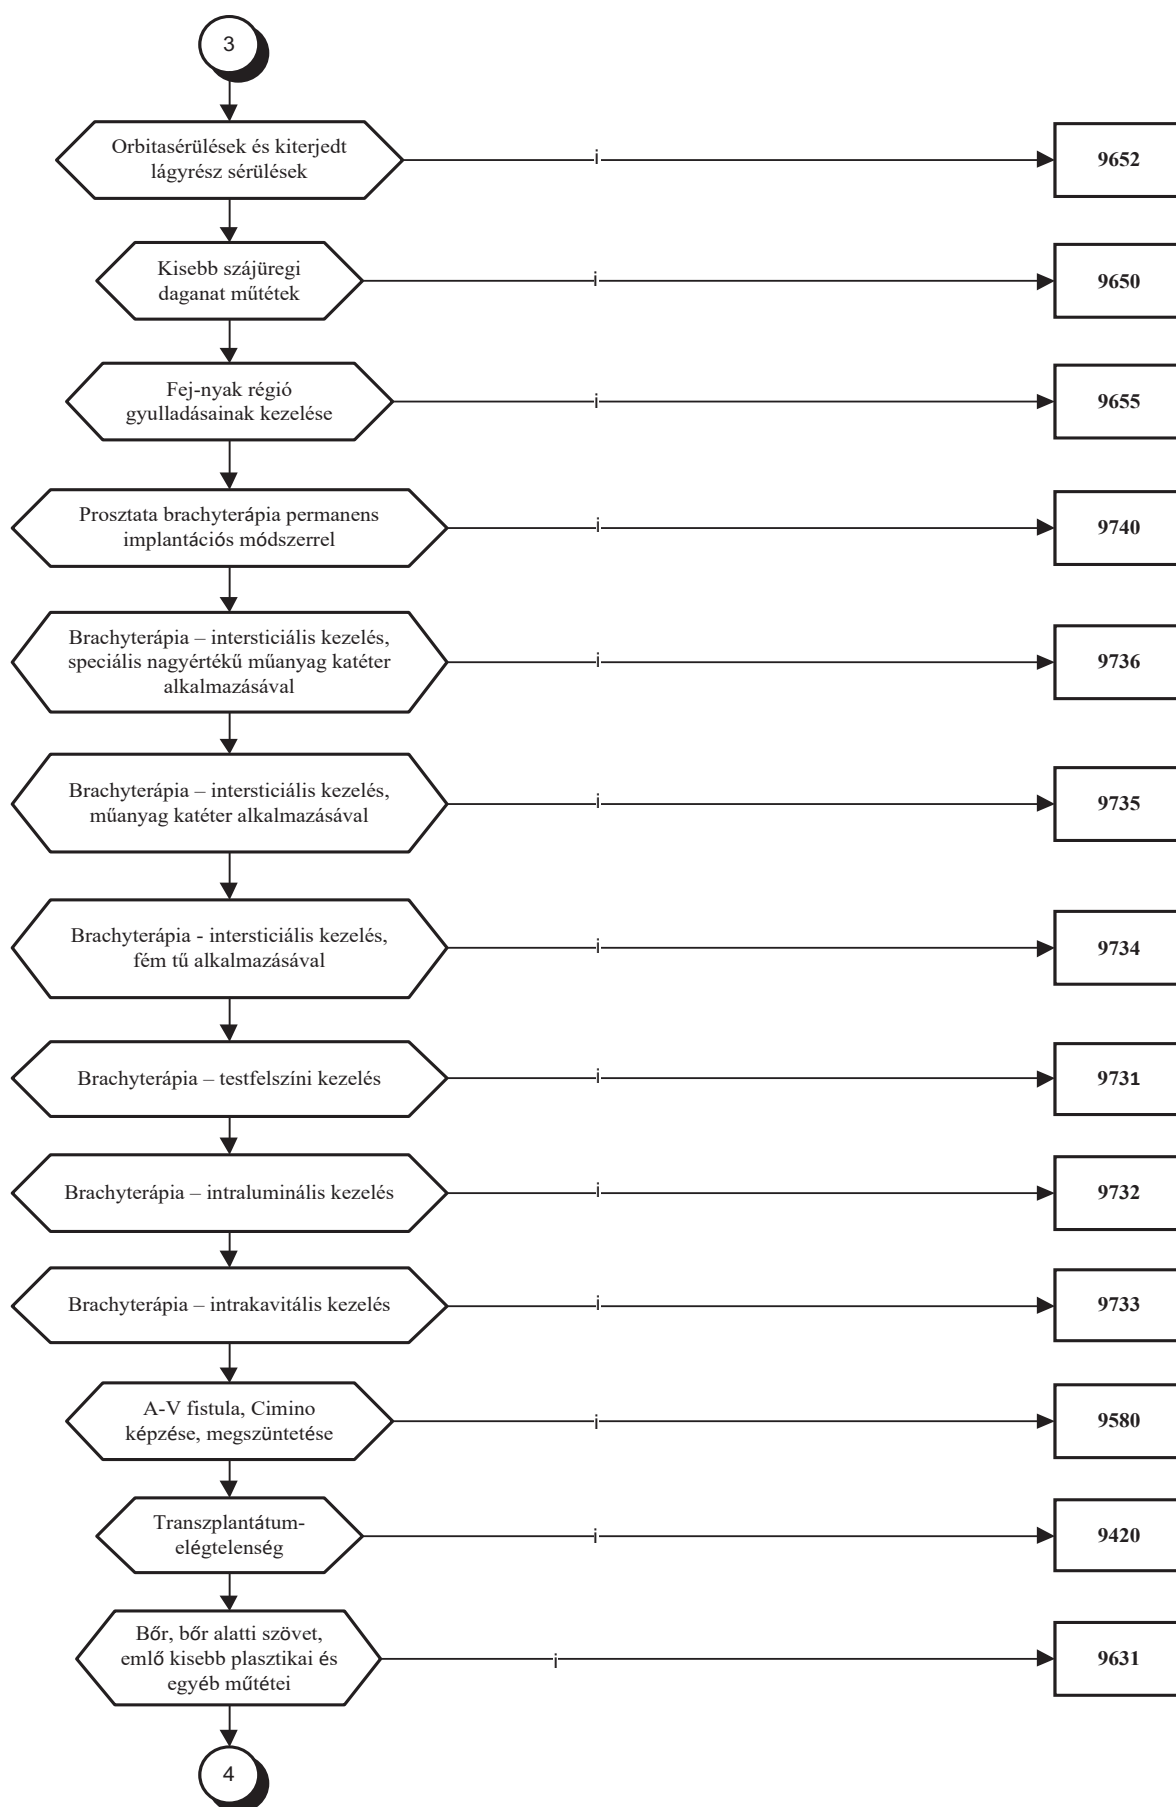 3
Orbitasérülések és kiterjedt
lágyrész sérülések
i
9652
Kisebb szájüregi
daganat műtétek
i
9650
Fej-nyak régió
gyulladásainak kezelése
i
9655
Prosztata brachyterápia permanens
implantációs módszerrel
i
9740
Brachyterápia – intersticiális kezelés,
speciális nagyértékű műanyag katéter
alkalmazásával
i
9736
Brachyterápia – intersticiális kezelés,
műanyag katéter alkalmazásával
i
9735
Brachyterápia - intersticiális kezelés,
fém tű alkalmazásával
i
9734
Brachyterápia – testfelszíni kezelés
i
9731
Brachyterápia – intraluminális kezelés
i
9732
Brachyterápia – intrakavitális kezelés
i
9733
A-V fistula, Cimino
képzése, megszüntetése
i
9580
Transzplantátum-
elégtelenség
i
9420
Bőr, bőr alatti szövet,
emlő kisebb plasztikai és
egyéb műtétei
i
9631
4